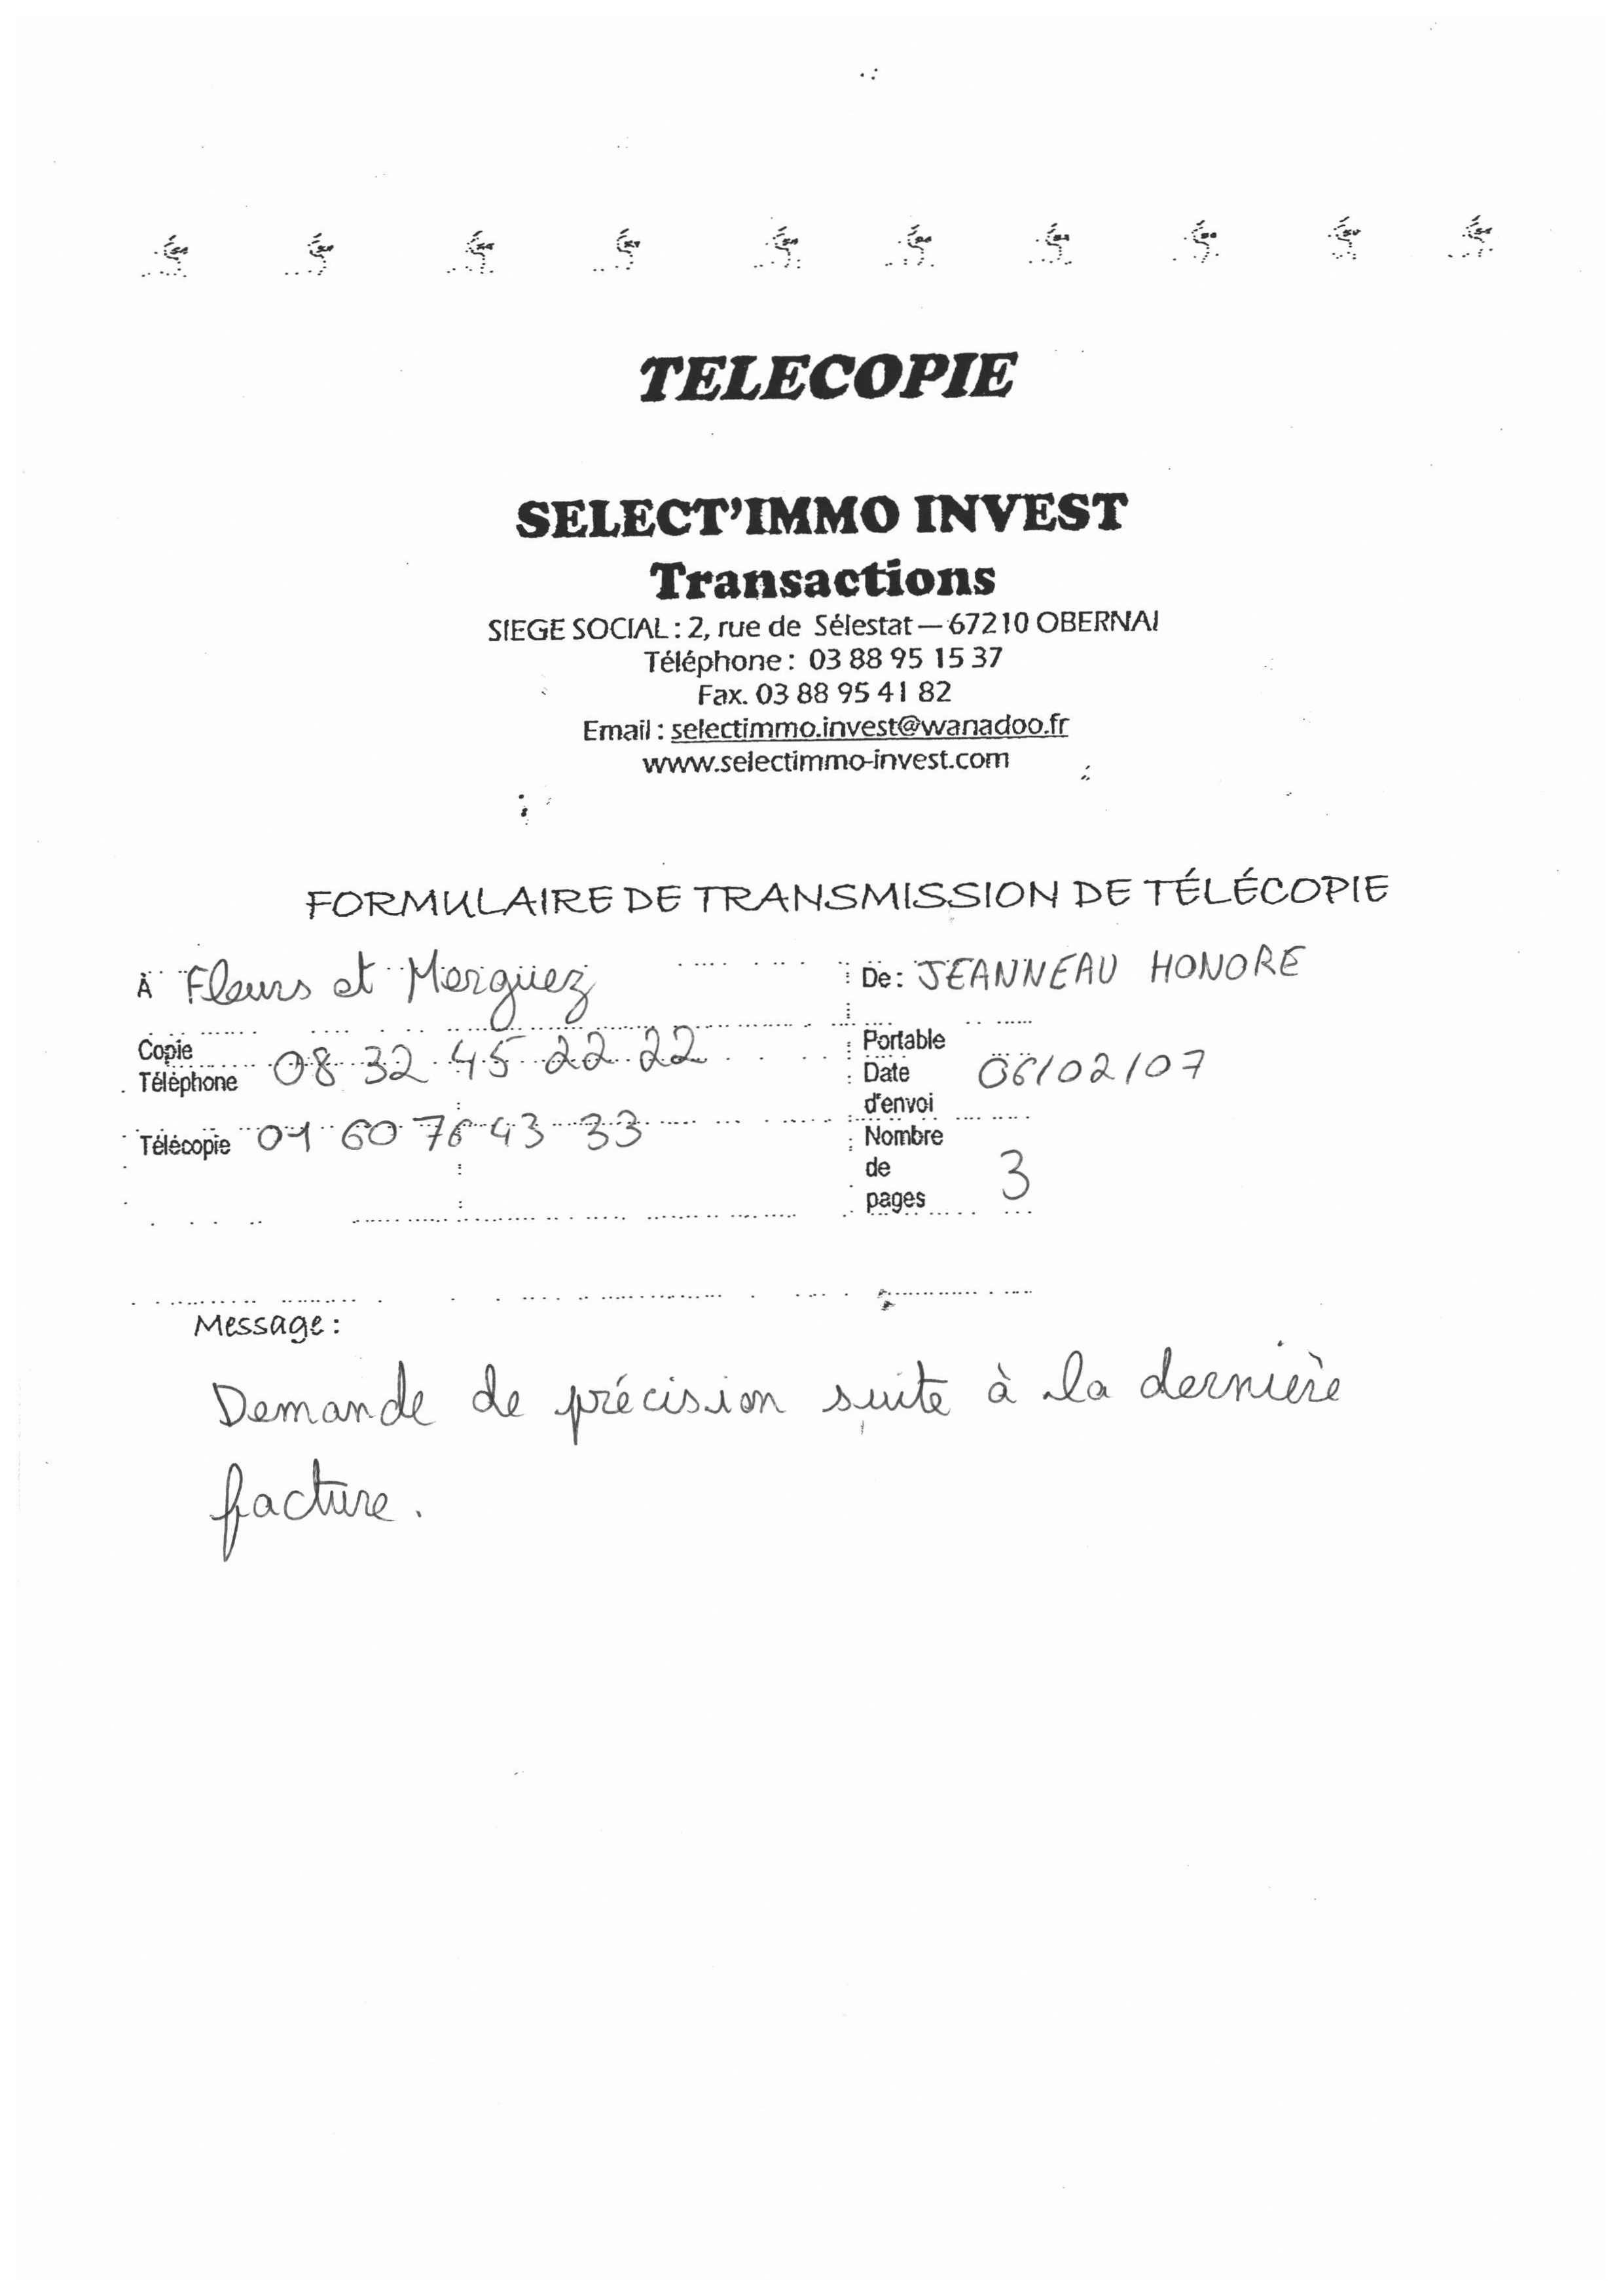 TELECOPIE
SELECT'IMMO INVEST
Transactions
SIEGE SOCIAL : 2, rue de Sélestat — 67210 OBERNAI
Téléphone : 03 88 95 15 37
Fax. 03 88 95 41 82
Email : selectimmo.invest@wanadoo.fr
www.selectimmo-invest.com
FORMULAIRE DE TRANSMISSION DE TÉLÉCOPIE
À Fleurs et Merguez
De : JEANNEAU HONORE
Copie
Téléphone 08 32 45 22 22
Portable
Date d'envoi 06/02/07
Télécopie 01 60 76 43 33
Nombre
de
pages 3
Message :
Demande de précision suite à la dernière
facture.